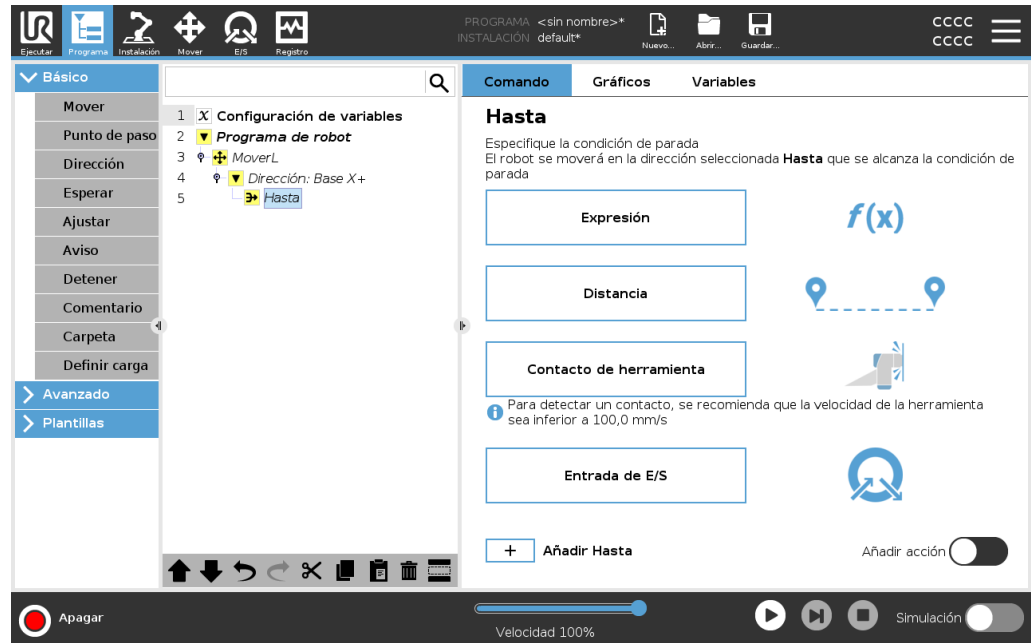 UR
PROGRAMA <sin nombre>*
INSTALACIÓN default*
Ejecutar Programa Instalación Mover E/S Registro
Nuevo... Abrir... Guardar...
CCCC
CCCC
Básico
Mover
Punto de paso
Dirección
Esperar
Ajustar
Aviso
Detener
Comentario
Carpeta
Definir carga
Avanzado
Plantillas
1 X Configuración de variables
2 Programa de robot
3 MoverL
4 Dirección: Base X+
5 Hasta
Comando Gráficos Variables
Hasta
Especifique la condición de parada
El robot se moverá en la dirección seleccionada Hasta que se alcanza la condición de
parada
Expresión
f(x)
Distancia
Contacto de herramienta
Para detectar un contacto, se recomienda que la velocidad de la herramienta
sea inferior a 100,0 mm/s
Entrada de E/S
+ Añadir Hasta
Añadir acción
Apagar
Velocidad 100%
Simulación